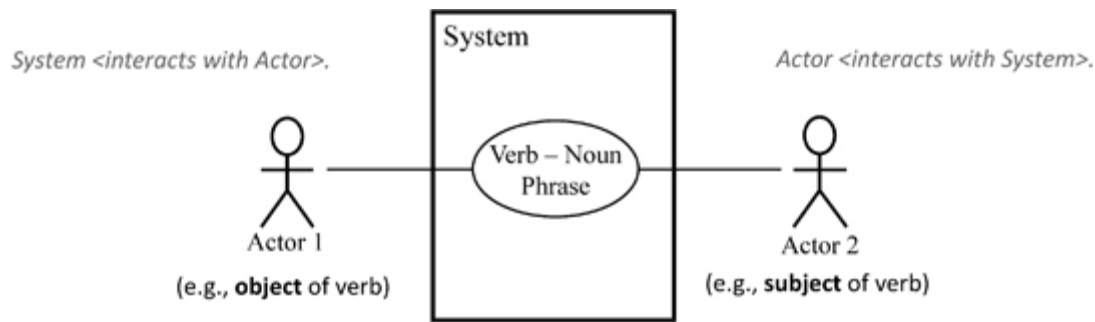 System
System <interacts with Actor>.
Actor <interacts with System>.
Verb – Noun
Phrase
Actor 1
Actor 2
(e.g., object of verb)
(e.g., subject of verb)